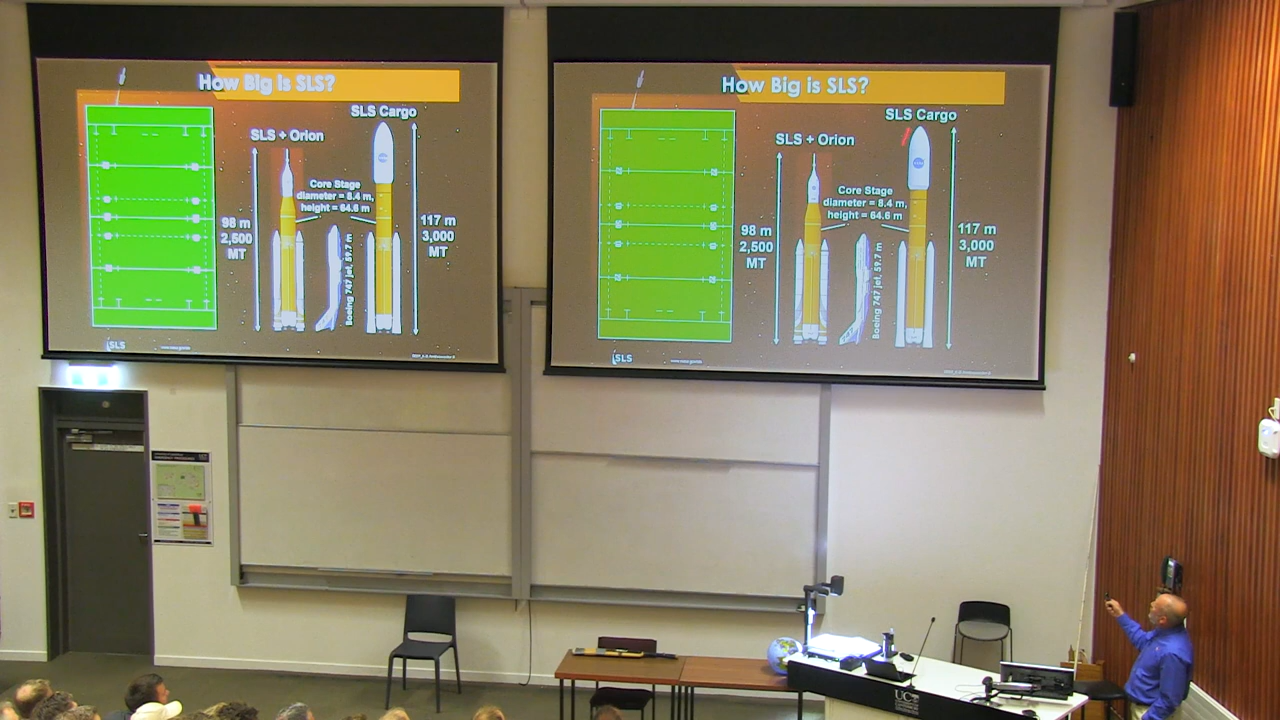 How Big is SLS?
SLS Cargo
SLS + Orion
Core Stage
diameter = 8.4 m,
height = 64.6 m
98 m
2,500
MT
117 m
3,000
MT
Boeing 747 jet, 59.7 m
SLS
How Big is SLS?
SLS Cargo
SLS + Orion
Core Stage
diameter = 8.4 m,
height = 64.6 m
98 m
2,500
MT
117 m
3,000
MT
Boeing 747 jet, 59.7 m
SLS
UC